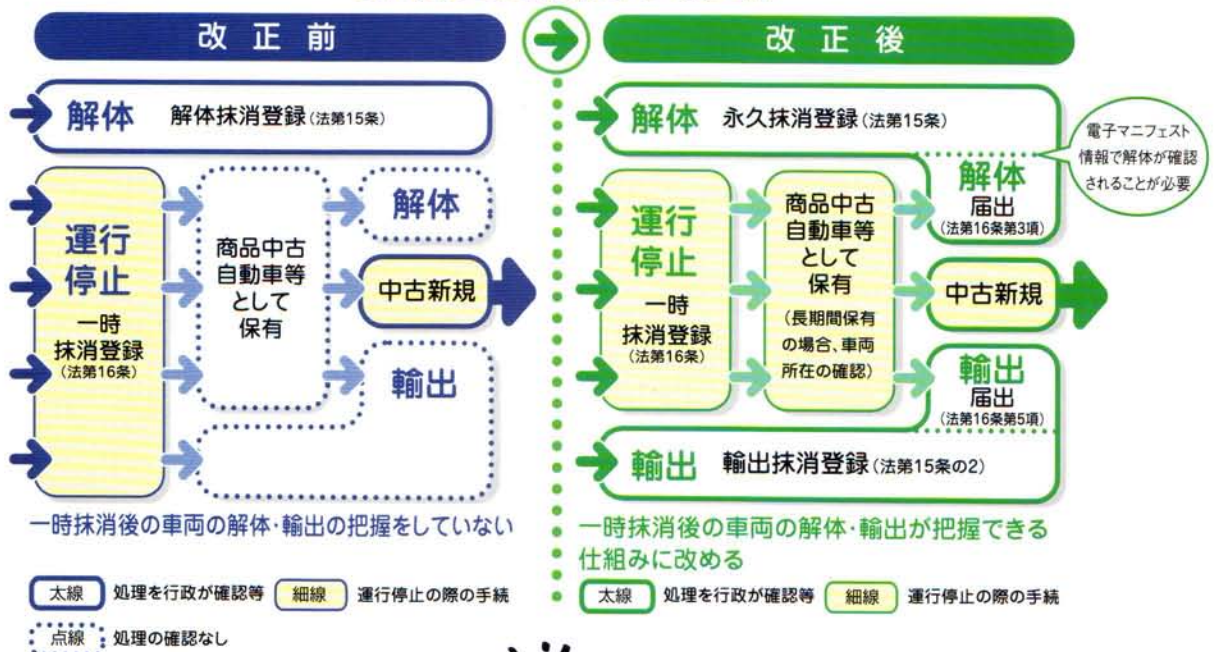 改正前
解体 解体抹消登録(法第15条)
運行
停止
一時
抹消登録
(法第16条)
商品中古
自動車等
として
保有
解体
中古新規
輸出
一時抹消後の車両の解体・輸出の把握をしていない
太線 処理を行政が確認等 細線 運行停止の際の手続
点線 処理の確認なし
改正後
解体 永久抹消登録(法第15条)
電子マニフェスト
情報で解体が確認
されることが必要
運行
停止
一時
抹消登録
(法第16条)
商品中古
自動車等
として
保有
(長期間保有
の場合、車両
所在の確認)
解体
届出
(法第16条第3項)
中古新規
輸出
届出
(法第16条第5項)
輸出 輸出抹消登録(法第15条の2)
一時抹消後の車両の解体・輸出が把握できる
仕組みに改める
太線 処理を行政が確認等 細線 運行停止の際の手続